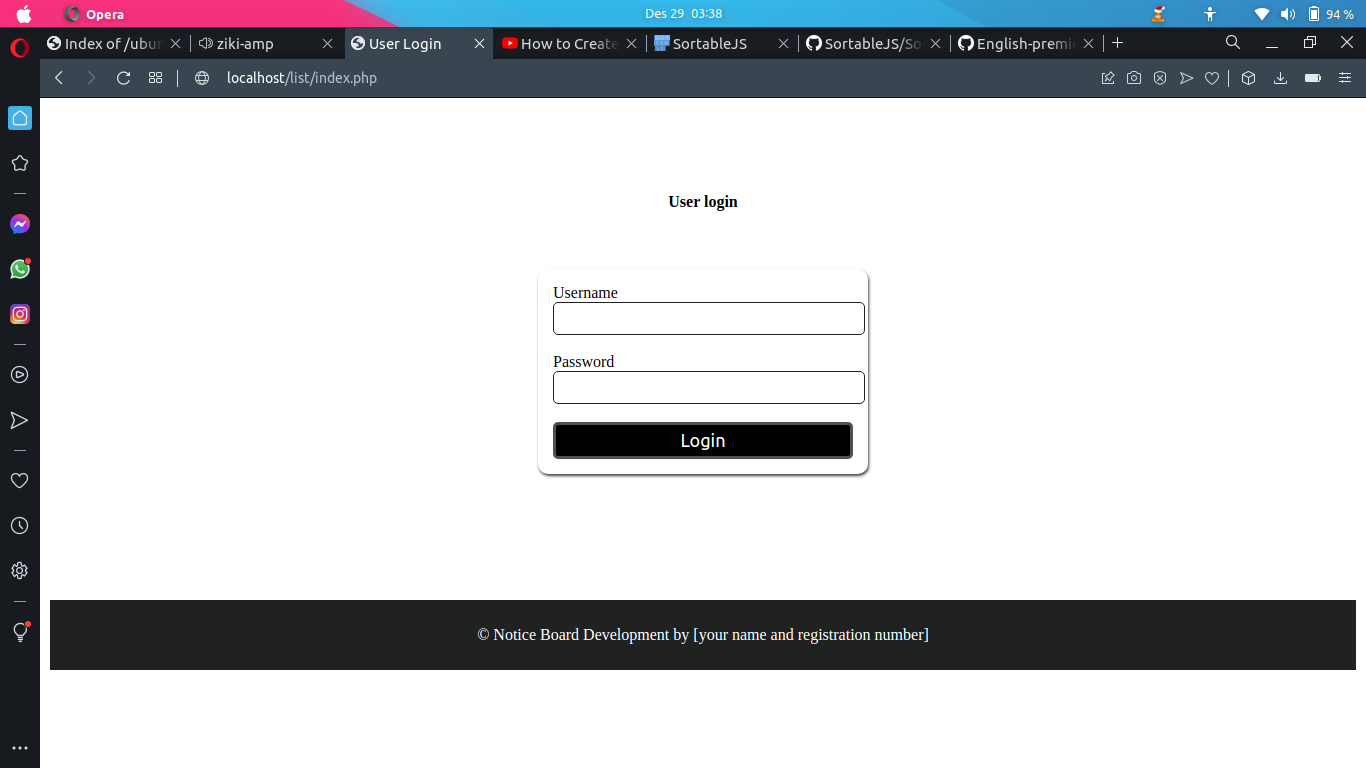 Opera
Des 29 03:38
94 %
Index of /ubu
ziki-amp
User Login
How to Create
SortableJS
SortableJS/So
English-premi
localhost/list/index.php
User login
Username
Password
Login
© Notice Board Development by [your name and registration number]